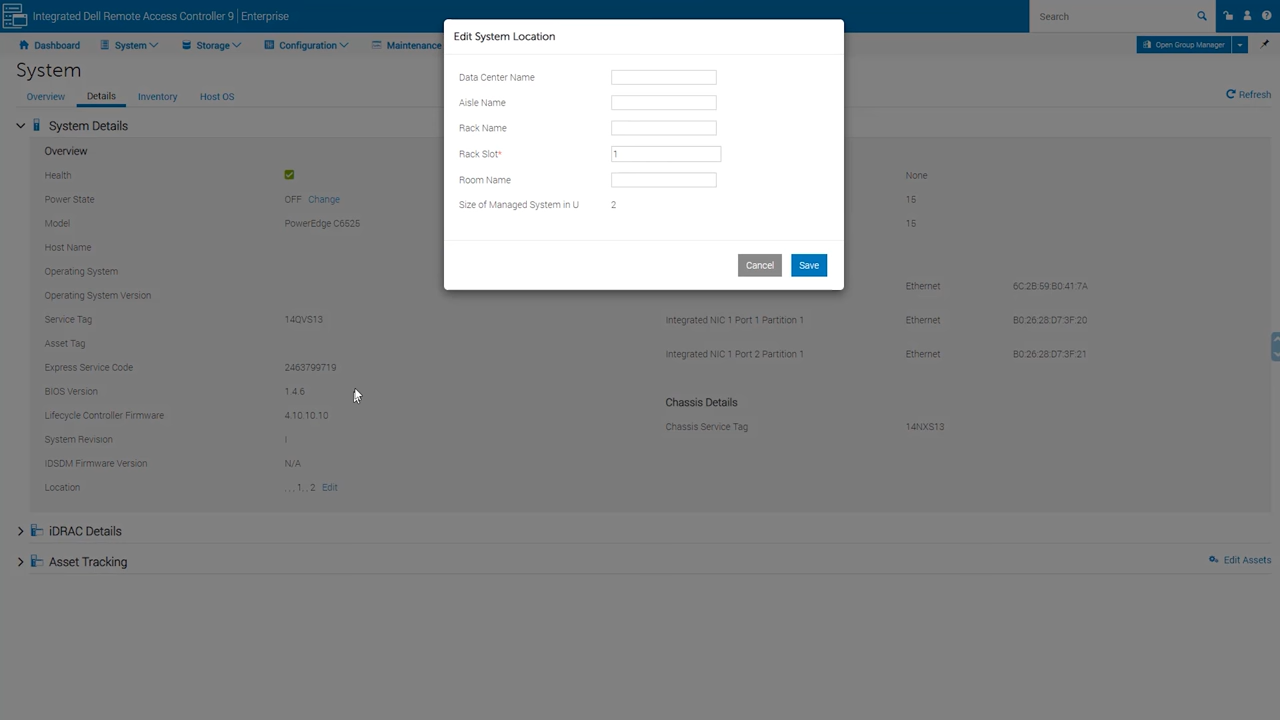 Integrated Dell Remote Access Controller 9 | Enterprise
Search
Dashboard
System
Storage
Configuration
Maintenance
Open Group Manager
System
Overview
Details
Inventory
Host OS
Refresh
Edit System Location
Data Center Name
Aisle Name
Rack Name
Rack Slot* 1
Room Name
Size of Managed System in U 2
Cancel
Save
System Details
Overview
Health
Power State OFF Change
Model PowerEdge C6525
Host Name
Operating System
Operating System Version
Service Tag 14QVS13
Asset Tag
Express Service Code 2463799719
BIOS Version 1.4.6
Lifecycle Controller Firmware 4.10.10.10
System Revision I
IDSDM Firmware Version N/A
Location , , , 1, , 2 Edit
None
15
15
Ethernet 6C:2B:59:B0:41:7A
Integrated NIC 1 Port 1 Partition 1 Ethernet B0:26:28:D7:3F:20
Integrated NIC 1 Port 2 Partition 1 Ethernet B0:26:28:D7:3F:21
Chassis Details
Chassis Service Tag 14NXS13
iDRAC Details
Asset Tracking
Edit Assets